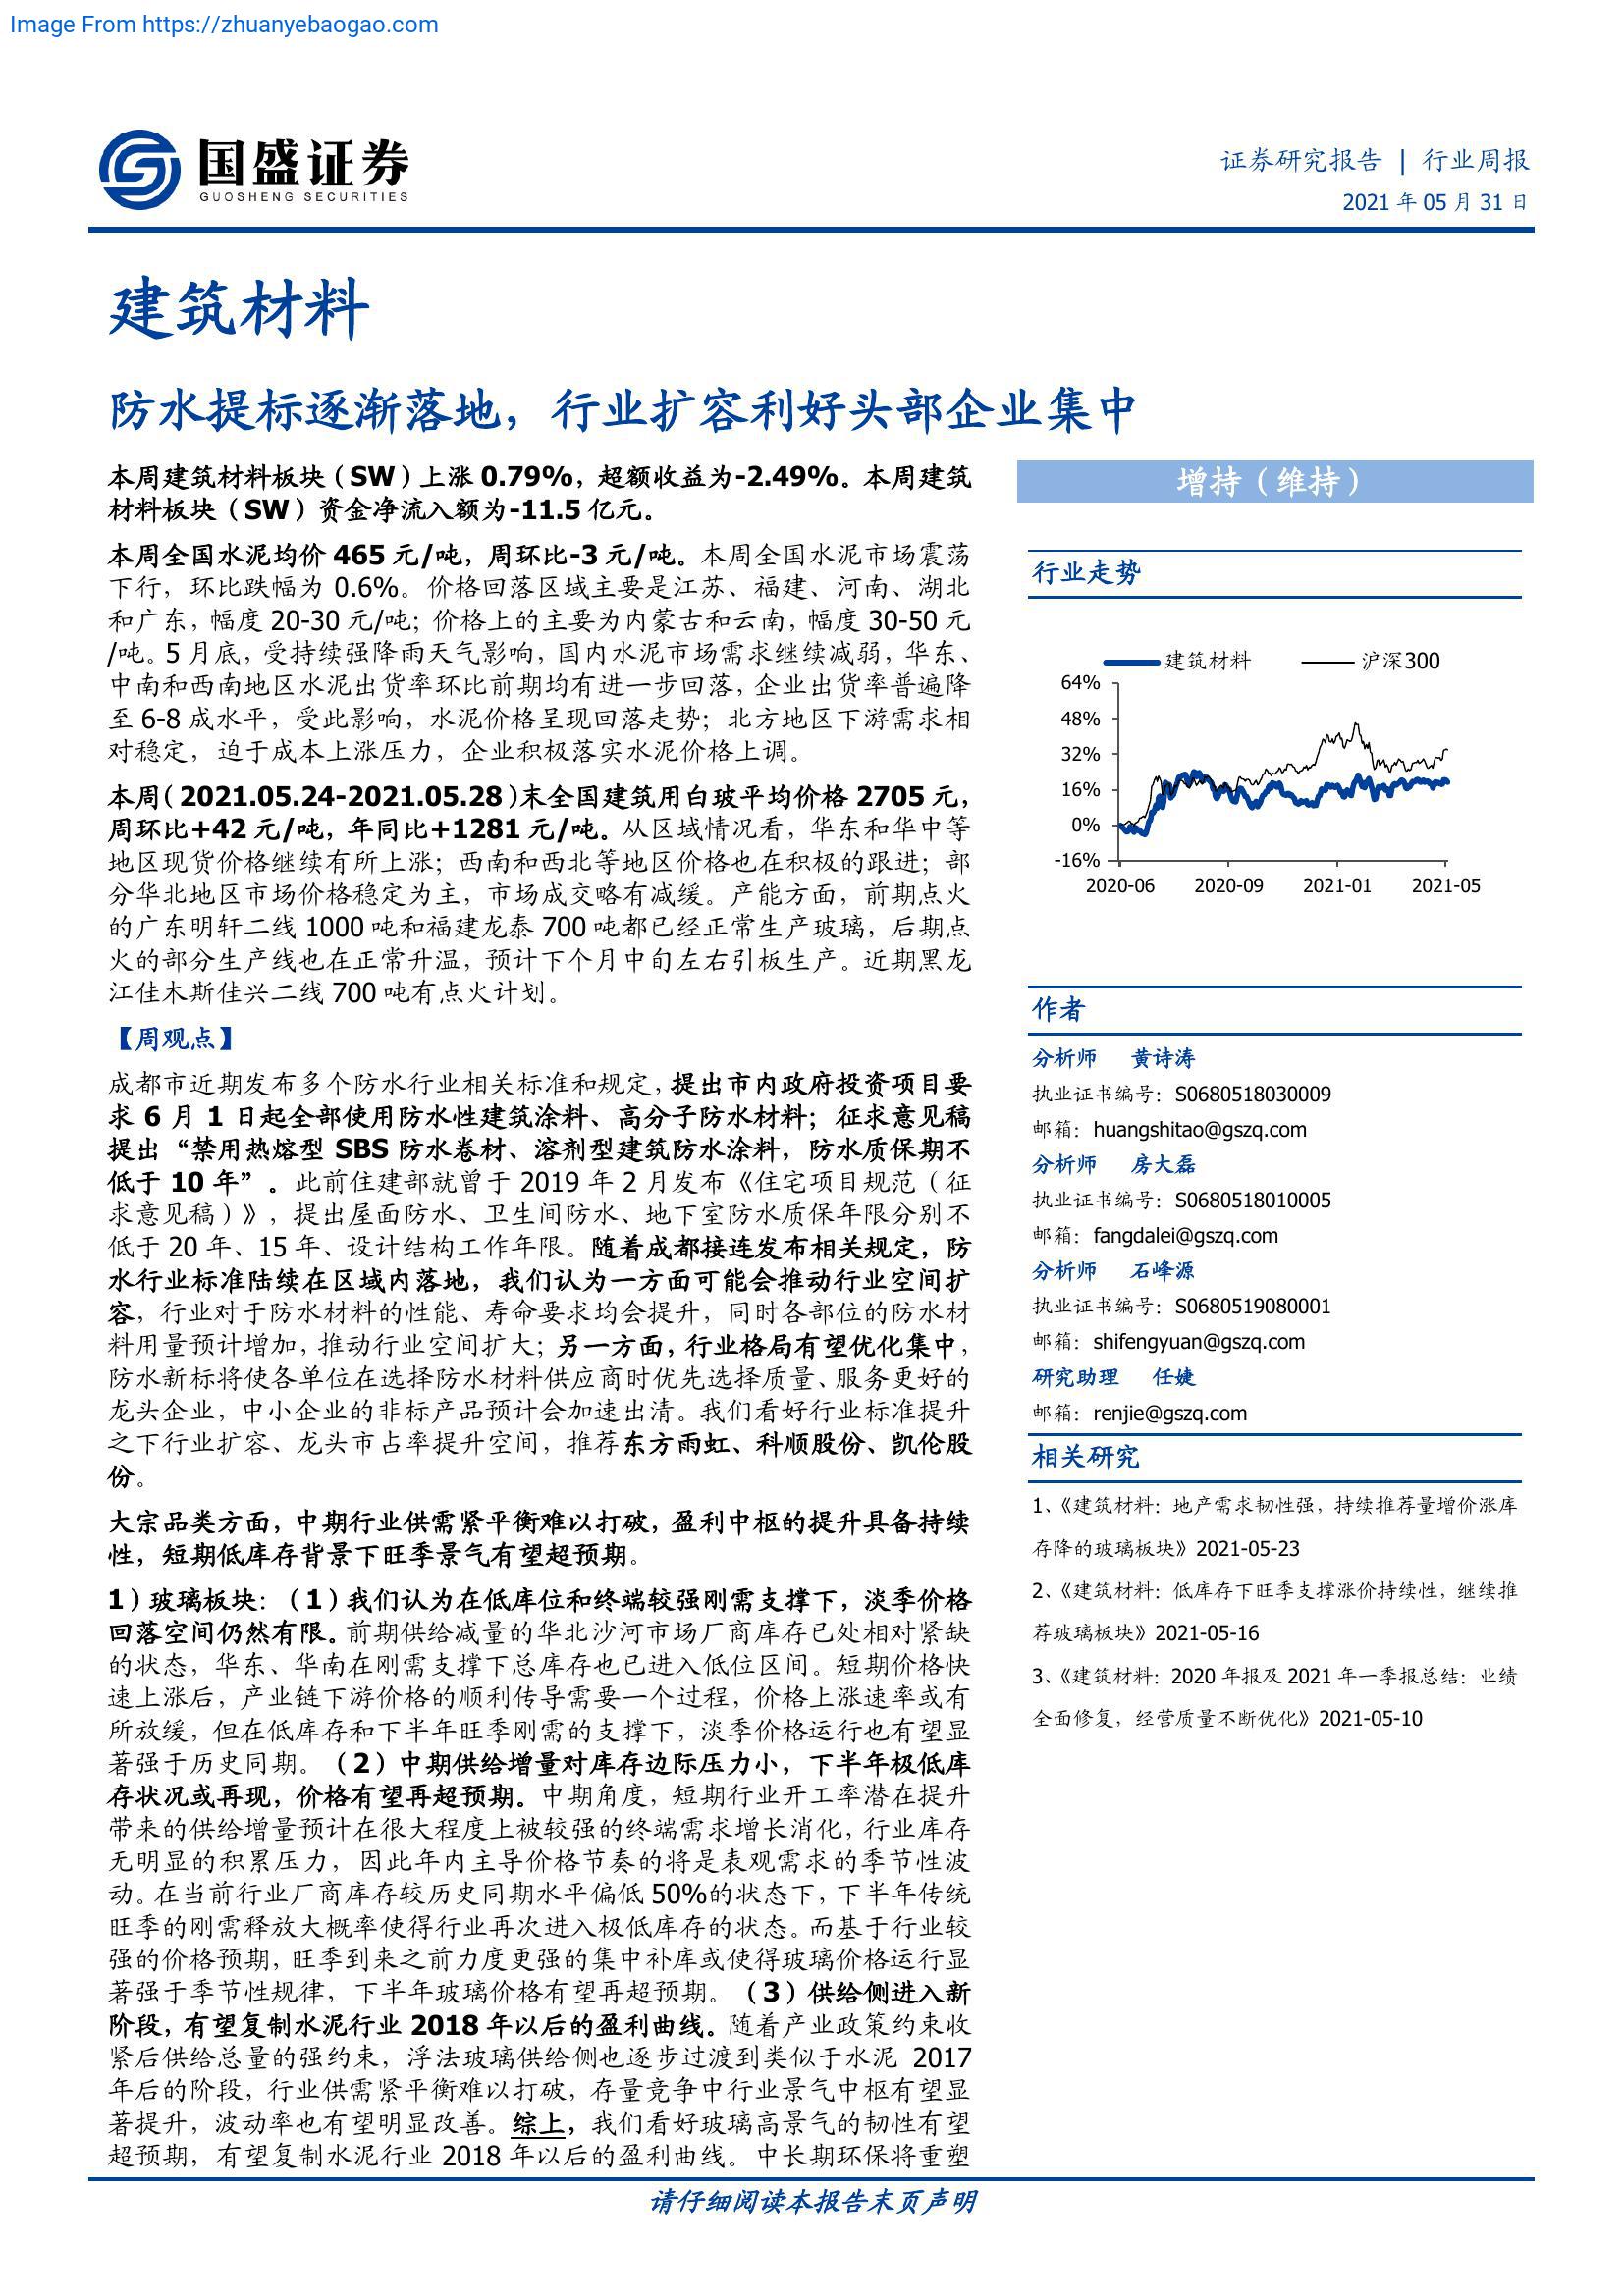 Image From https://zhuanyebaogao.com
国盛证券
GUOSHENG SECURITIES
证券研究报告 | 行业周报
2021 年 05 月 31 日
建筑材料
防水提标逐渐落地，行业扩容利好头部企业集中
本周建筑材料板块（SW）上涨 0.79%，超额收益为-2.49%。本周建筑
材料板块（SW）资金净流入额为-11.5 亿元。
本周全国水泥均价 465 元/吨，周环比-3 元/吨。本周全国水泥市场震荡
下行，环比跌幅为 0.6%。价格回落区域主要是江苏、福建、河南、湖北
和广东，幅度 20-30 元/吨；价格上的主要为内蒙古和云南，幅度 30-50 元
/吨。5 月底，受持续强降雨天气影响，国内水泥市场需求继续减弱，华东、
中南和西南地区水泥出货率环比前期均有进一步回落，企业出货率普遍降
至 6-8 成水平，受此影响，水泥价格呈现回落走势；北方地区下游需求相
对稳定，迫于成本上涨压力，企业积极落实水泥价格上调。
本周（2021.05.24-2021.05.28）末全国建筑用白玻平均价格 2705 元，
周环比+42 元/吨，年同比+1281 元/吨。从区域情况看，华东和华中等
地区现货价格继续有所上涨；西南和西北等地区价格也在积极的跟进；部
分华北地区市场价格稳定为主，市场成交略有减缓。产能方面，前期点火
的广东明轩二线 1000 吨和福建龙泰 700 吨都已经正常生产玻璃，后期点
火的部分生产线也在正常升温，预计下个月中旬左右引板生产。近期黑龙
江佳木斯佳兴二线 700 吨有点火计划。
【周观点】
成都市近期发布多个防水行业相关标准和规定，提出市内政府投资项目要
求 6 月 1 日起全部使用防水性建筑涂料、高分子防水材料；征求意见稿
提出“禁用热熔型 SBS 防水卷材、溶剂型建筑防水涂料，防水质保期不
低于 10 年”。此前住建部就曾于 2019 年 2 月发布《住宅项目规范（征
求意见稿）》，提出屋面防水、卫生间防水、地下室防水质保年限分别不
低于 20 年、15 年、设计结构工作年限。随着成都接连发布相关规定，防
水行业标准陆续在区域内落地，我们认为一方面可能会推动行业空间扩
容，行业对于防水材料的性能、寿命要求均会提升，同时各部位的防水材
料用量预计增加，推动行业空间扩大；另一方面，行业格局有望优化集中，
防水新标将使各单位在选择防水材料供应商时优先选择质量、服务更好的
龙头企业，中小企业的非标产品预计会加速出清。我们看好行业标准提升
之下行业扩容、龙头市占率提升空间，推荐东方雨虹、科顺股份、凯伦股
份。
大宗品类方面，中期行业供需紧平衡难以打破，盈利中枢的提升具备持续
性，短期低库存背景下旺季景气有望超预期。
1）玻璃板块：（1）我们认为在低库位和终端较强刚需支撑下，淡季价格
回落空间仍然有限。前期供给减量的华北沙河市场厂商库存已处相对紧缺
的状态，华东、华南在刚需支撑下总库存也已进入低位区间。短期价格快
速上涨后，产业链下游价格的顺利传导需要一个过程，价格上涨速率或有
所放缓，但在低库存和下半年旺季刚需的支撑下，淡季价格运行也有望显
著强于历史同期。（2）中期供给增量对库存边际压力小，下半年极低库
存状况或再现，价格有望再超预期。中期角度，短期行业开工率潜在提升
带来的供给增量预计在很大程度上被较强的终端需求增长消化，行业库存
无明显的积累压力，因此年内主导价格节奏的将是表观需求的季节性波
动。在当前行业厂商库存较历史同期水平偏低 50%的状态下，下半年传统
旺季的刚需释放大概率使得行业再次进入极低库存的状态。而基于行业较
强的价格预期，旺季到来之前力度更强的集中补库或使得玻璃价格运行显
著强于季节性规律，下半年玻璃价格有望再超预期。（3）供给侧进入新
阶段，有望复制水泥行业 2018 年以后的盈利曲线。随着产业政策约束收
紧后供给总量的强约束，浮法玻璃供给侧也逐步过渡到类似于水泥 2017
年后的阶段，行业供需紧平衡难以打破，存量竞争中行业景气中枢有望显
著提升，波动率也有望明显改善。综上，我们看好玻璃高景气的韧性有望
超预期，有望复制水泥行业 2018 年以后的盈利曲线。中长期环保将重塑
增持（维持）
行业走势
建筑材料 沪深300
64%
48%
32%
16%
0%
-16%
2020-06 2020-09 2021-01 2021-05
作者
分析师 黄诗涛
执业证书编号：S0680518030009
邮箱：huangshitao@gszq.com
分析师 房大磊
执业证书编号：S0680518010005
邮箱：fangdalei@gszq.com
分析师 石峰源
执业证书编号：S0680519080001
邮箱：shifengyuan@gszq.com
研究助理 任婕
邮箱：renjie@gszq.com
相关研究
1、《建筑材料：地产需求韧性强，持续推荐量增价涨库
存降的玻璃板块》2021-05-23
2、《建筑材料：低库存下旺季支撑涨价持续性，继续推
荐玻璃板块》2021-05-16
3、《建筑材料：2020 年报及 2021 年一季报总结：业绩
全面修复，经营质量不断优化》2021-05-10
请仔细阅读本报告末页声明